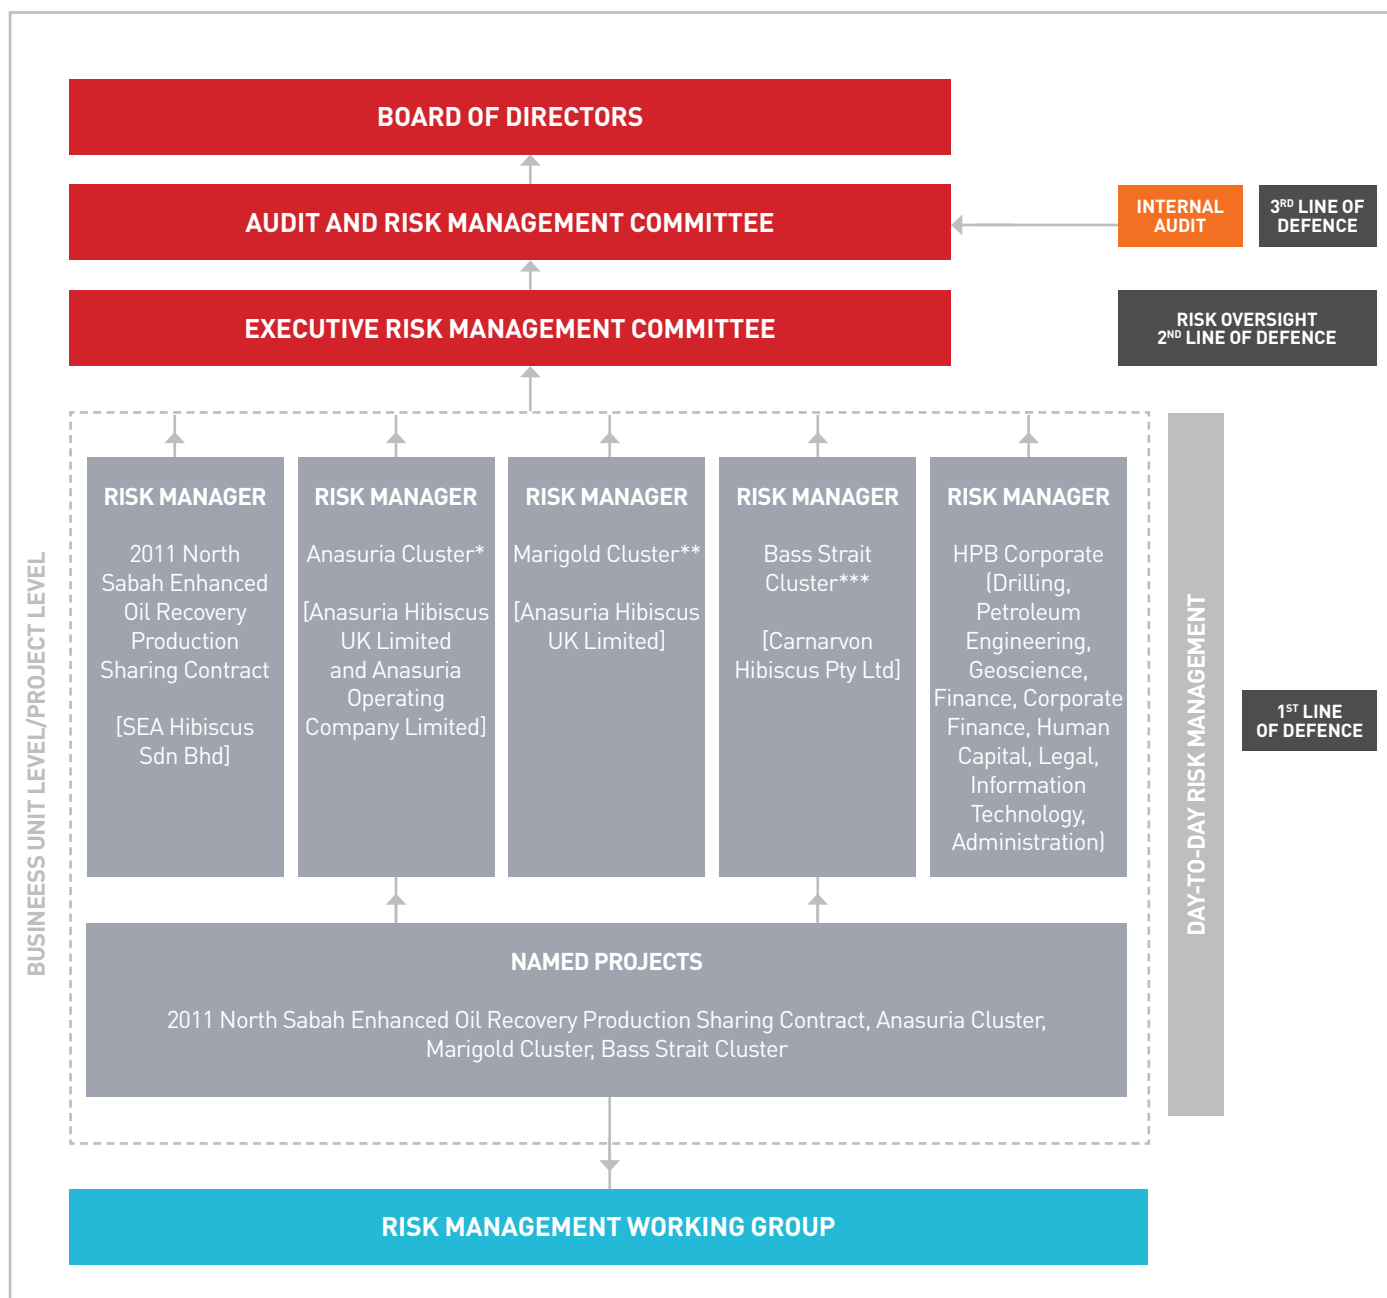 BOARD OF DIRECTORS
AUDIT AND RISK MANAGEMENT COMMITTEE
INTERNAL
AUDIT
3RD LINE OF
DEFENCE
EXECUTIVE RISK MANAGEMENT COMMITTEE
RISK OVERSIGHT
2ND LINE OF DEFENCE
BUSINEESS UNIT LEVEL/PROJECT LEVEL
RISK MANAGER
2011 North
Sabah Enhanced
Oil Recovery
Production
Sharing Contract
[SEA Hibiscus
Sdn Bhd]
RISK MANAGER
Anasuria Cluster*
[Anasuria Hibiscus
UK Limited
and Anasuria
Operating
Company Limited]
RISK MANAGER
Marigold Cluster**
[Anasuria Hibiscus
UK Limited]
RISK MANAGER
Bass Strait
Cluster***
[Carnarvon
Hibiscus Pty Ltd]
RISK MANAGER
HPB Corporate
(Drilling,
Petroleum
Engineering,
Geoscience,
Finance, Corporate
Finance, Human
Capital, Legal,
Information
Technology,
Administration)
DAY-TO-DAY RISK MANAGEMENT
1ST LINE
OF DEFENCE
NAMED PROJECTS
2011 North Sabah Enhanced Oil Recovery Production Sharing Contract, Anasuria Cluster,
Marigold Cluster, Bass Strait Cluster
RISK MANAGEMENT WORKING GROUP